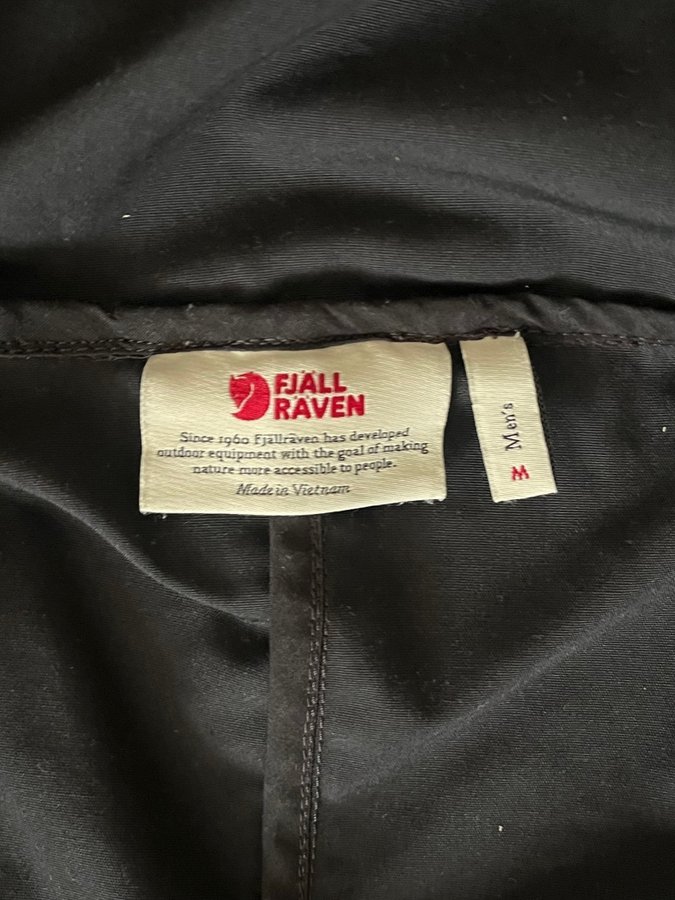 FJÄLL
RÄVEN
Since 1960 Fjällräven has developed
outdoor equipment with the goal of making
nature more accessible to people.
Made in Vietnam
Men's
M